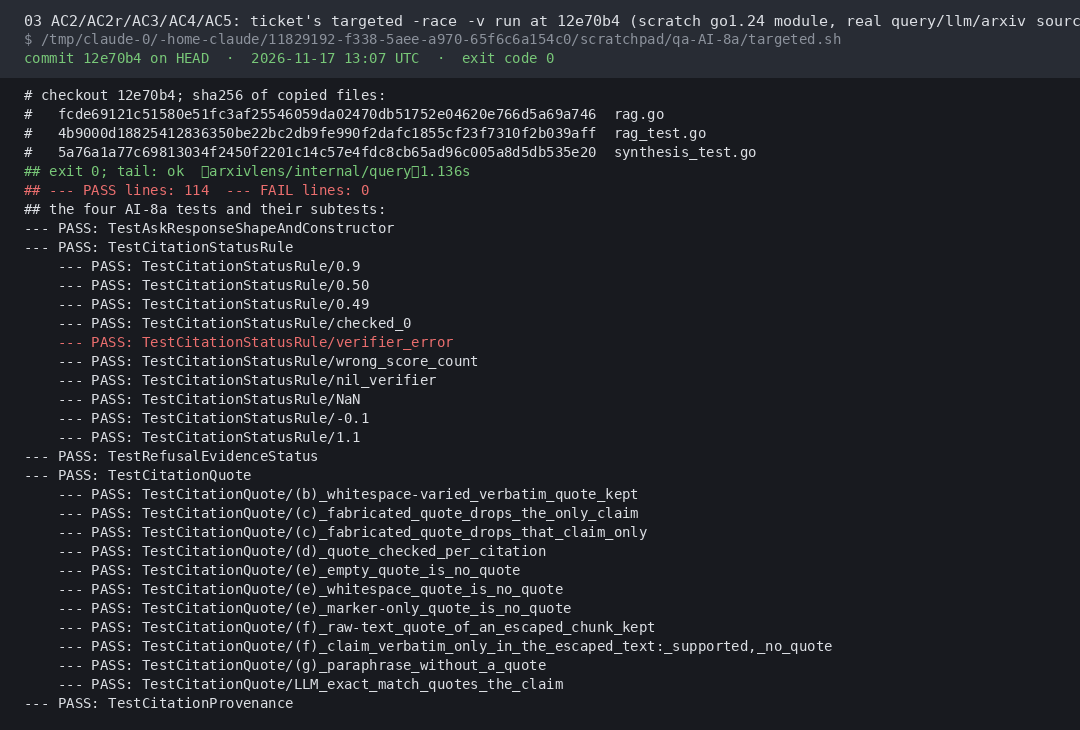 03 AC2/AC2r/AC3/AC4/AC5: ticket's targeted -race -v run at 12e70b4 (scratch go1.24 module, real query/llm/arxiv sourc
$ /tmp/claude-0/-home-claude/11829192-f338-5aee-a970-65f6c6a154c0/scratchpad/qa-AI-8a/targeted.sh
commit 12e70b4 on HEAD · 2026-11-17 13:07 UTC · exit code 0
# checkout 12e70b4; sha256 of copied files:
#   fcde69121c51580e51fc3af25546059da02470db51752e04620e766d5a69a746  rag.go
#   4b9000d18825412836350be22bc2db9fe990f2dafc1855cf23f7310f2b039aff  rag_test.go
#   5a76a1a77c69813034f2450f2201c14c57e4fdc8cb65ad96c005a8d5db535e20  synthesis_test.go
## exit 0; tail: ok  arxivlens/internal/query 1.136s
## --- PASS lines: 114  --- FAIL lines: 0
## the four AI-8a tests and their subtests:
--- PASS: TestAskResponseShapeAndConstructor
--- PASS: TestCitationStatusRule
    --- PASS: TestCitationStatusRule/0.9
    --- PASS: TestCitationStatusRule/0.50
    --- PASS: TestCitationStatusRule/0.49
    --- PASS: TestCitationStatusRule/checked_0
    --- PASS: TestCitationStatusRule/verifier_error
    --- PASS: TestCitationStatusRule/wrong_score_count
    --- PASS: TestCitationStatusRule/nil_verifier
    --- PASS: TestCitationStatusRule/NaN
    --- PASS: TestCitationStatusRule/-0.1
    --- PASS: TestCitationStatusRule/1.1
--- PASS: TestRefusalEvidenceStatus
--- PASS: TestCitationQuote
    --- PASS: TestCitationQuote/(b)_whitespace-varied_verbatim_quote_kept
    --- PASS: TestCitationQuote/(c)_fabricated_quote_drops_the_only_claim
    --- PASS: TestCitationQuote/(c)_fabricated_quote_drops_that_claim_only
    --- PASS: TestCitationQuote/(d)_quote_checked_per_citation
    --- PASS: TestCitationQuote/(e)_empty_quote_is_no_quote
    --- PASS: TestCitationQuote/(e)_whitespace_quote_is_no_quote
    --- PASS: TestCitationQuote/(e)_marker-only_quote_is_no_quote
    --- PASS: TestCitationQuote/(f)_raw-text_quote_of_an_escaped_chunk_kept
    --- PASS: TestCitationQuote/(f)_claim_verbatim_only_in_the_escaped_text:_supported,_no_quote
    --- PASS: TestCitationQuote/(g)_paraphrase_without_a_quote
    --- PASS: TestCitationQuote/LLM_exact_match_quotes_the_claim
--- PASS: TestCitationProvenance